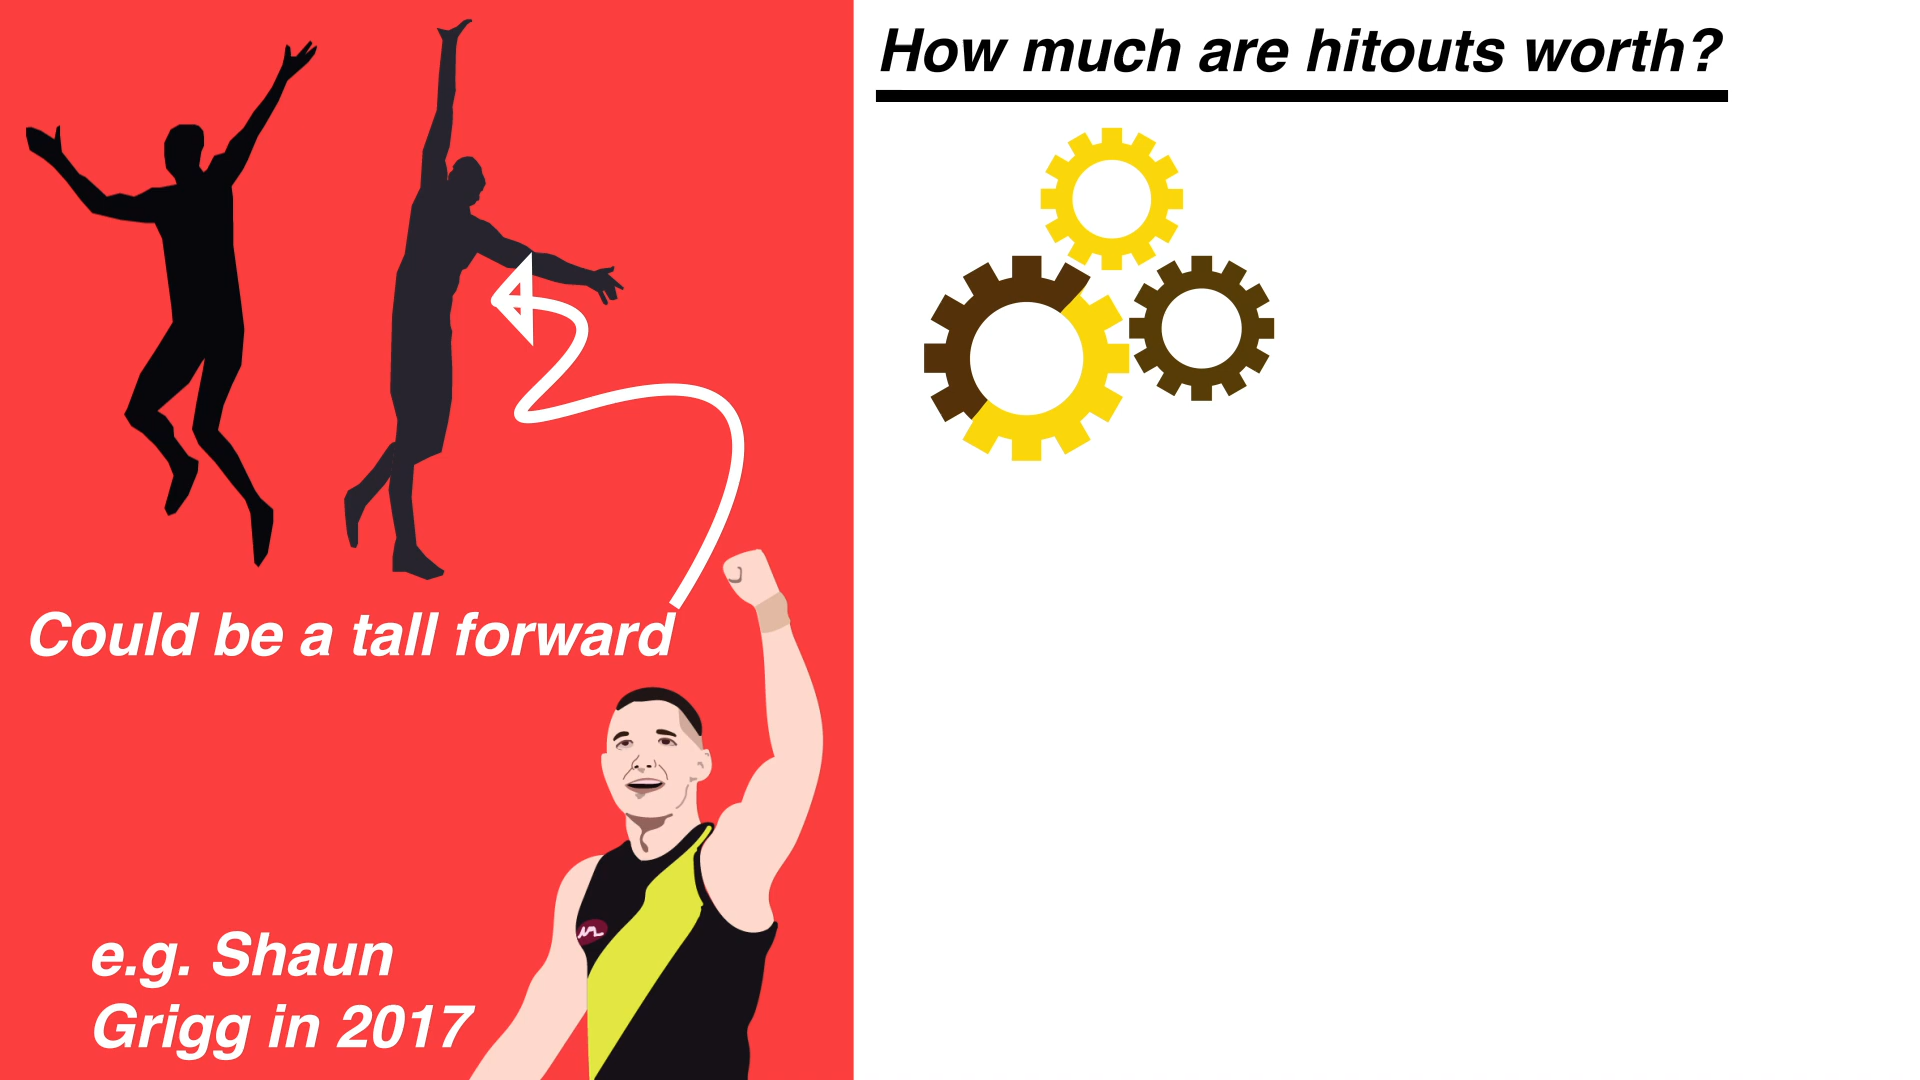 How much are hitouts worth?
Could be a tall forward
e.g. Shaun
Grigg in 2017